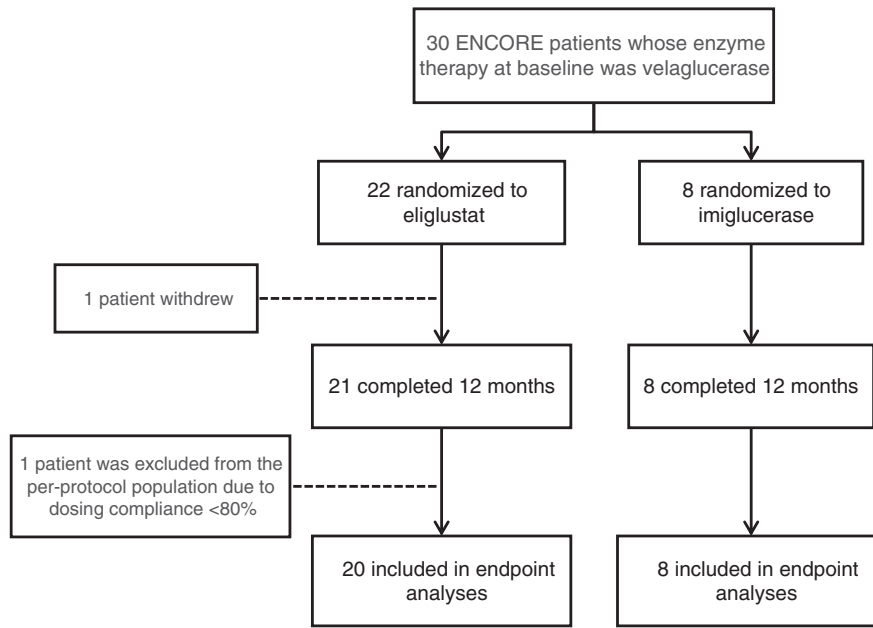 30 ENCORE patients whose enzyme
therapy at baseline was velaglucerase
22 randomized to
eliglustat
8 randomized to
imiglucerase
1 patient withdrew
21 completed 12 months
8 completed 12 months
1 patient was excluded from the
per-protocol population due to
dosing compliance <80%
20 included in endpoint
analyses
8 included in endpoint
analyses